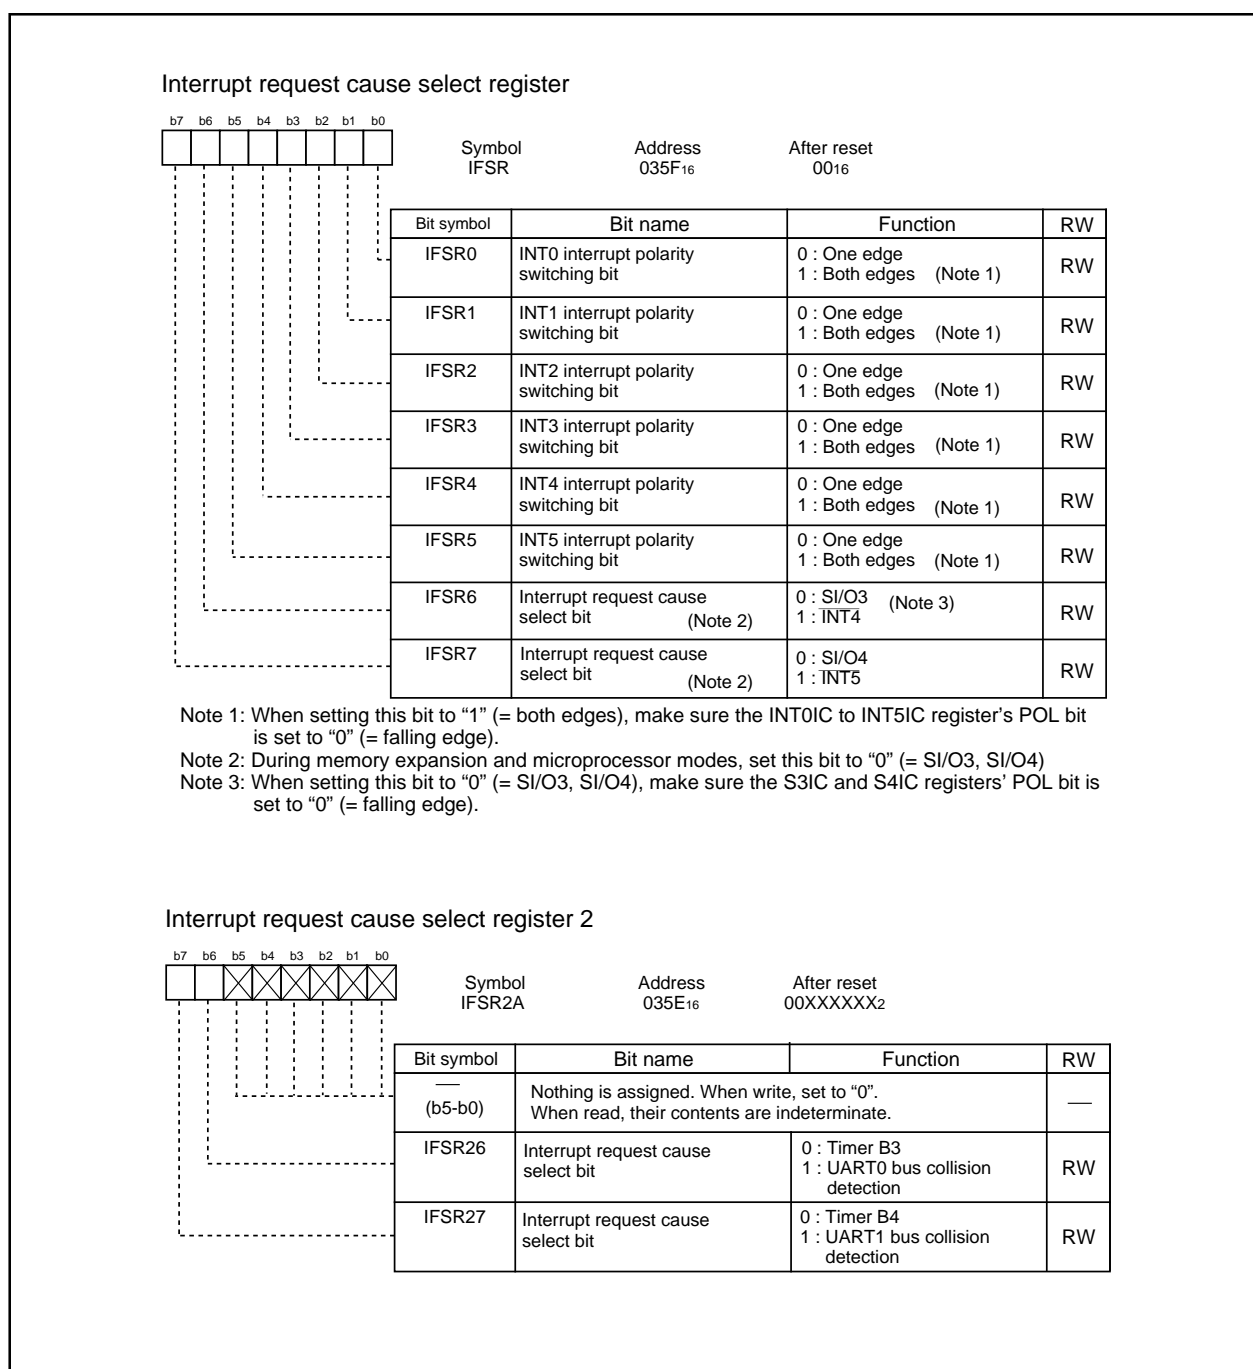 Interrupt request cause select register
b7 b6 b5 b4 b3 b2 b1 b0
Symbol Address After reset
IFSR 035F16 0016
Bit symbol Bit name Function RW
IFSR0 INT0 interrupt polarity switching bit 0 : One edge
1 : Both edges (Note 1) RW
IFSR1 INT1 interrupt polarity switching bit 0 : One edge
1 : Both edges (Note 1) RW
IFSR2 INT2 interrupt polarity switching bit 0 : One edge
1 : Both edges (Note 1) RW
IFSR3 INT3 interrupt polarity switching bit 0 : One edge
1 : Both edges (Note 1) RW
IFSR4 INT4 interrupt polarity switching bit 0 : One edge
1 : Both edges (Note 1) RW
IFSR5 INT5 interrupt polarity switching bit 0 : One edge
1 : Both edges (Note 1) RW
IFSR6 Interrupt request cause select bit (Note 2) 0 : SI/O3 (Note 3)
1 : INT4 RW
IFSR7 Interrupt request cause select bit (Note 2) 0 : SI/O4
1 : INT5 RW
Note 1: When setting this bit to “1” (= both edges), make sure the INT0IC to INT5IC register’s POL bit
is set to “0” (= falling edge).
Note 2: During memory expansion and microprocessor modes, set this bit to “0” (= SI/O3, SI/O4)
Note 3: When setting this bit to “0” (= SI/O3, SI/O4), make sure the S3IC and S4IC registers’ POL bit is
set to “0” (= falling edge).
Interrupt request cause select register 2
b7 b6 b5 b4 b3 b2 b1 b0
Symbol Address After reset
IFSR2A 035E16 00XXXXXX2
Bit symbol Bit name Function RW
—
(b5-b0) Nothing is assigned. When write, set to “0”.
When read, their contents are indeterminate. —
IFSR26 Interrupt request cause select bit 0 : Timer B3
1 : UART0 bus collision
detection RW
IFSR27 Interrupt request cause select bit 0 : Timer B4
1 : UART1 bus collision
detection RW